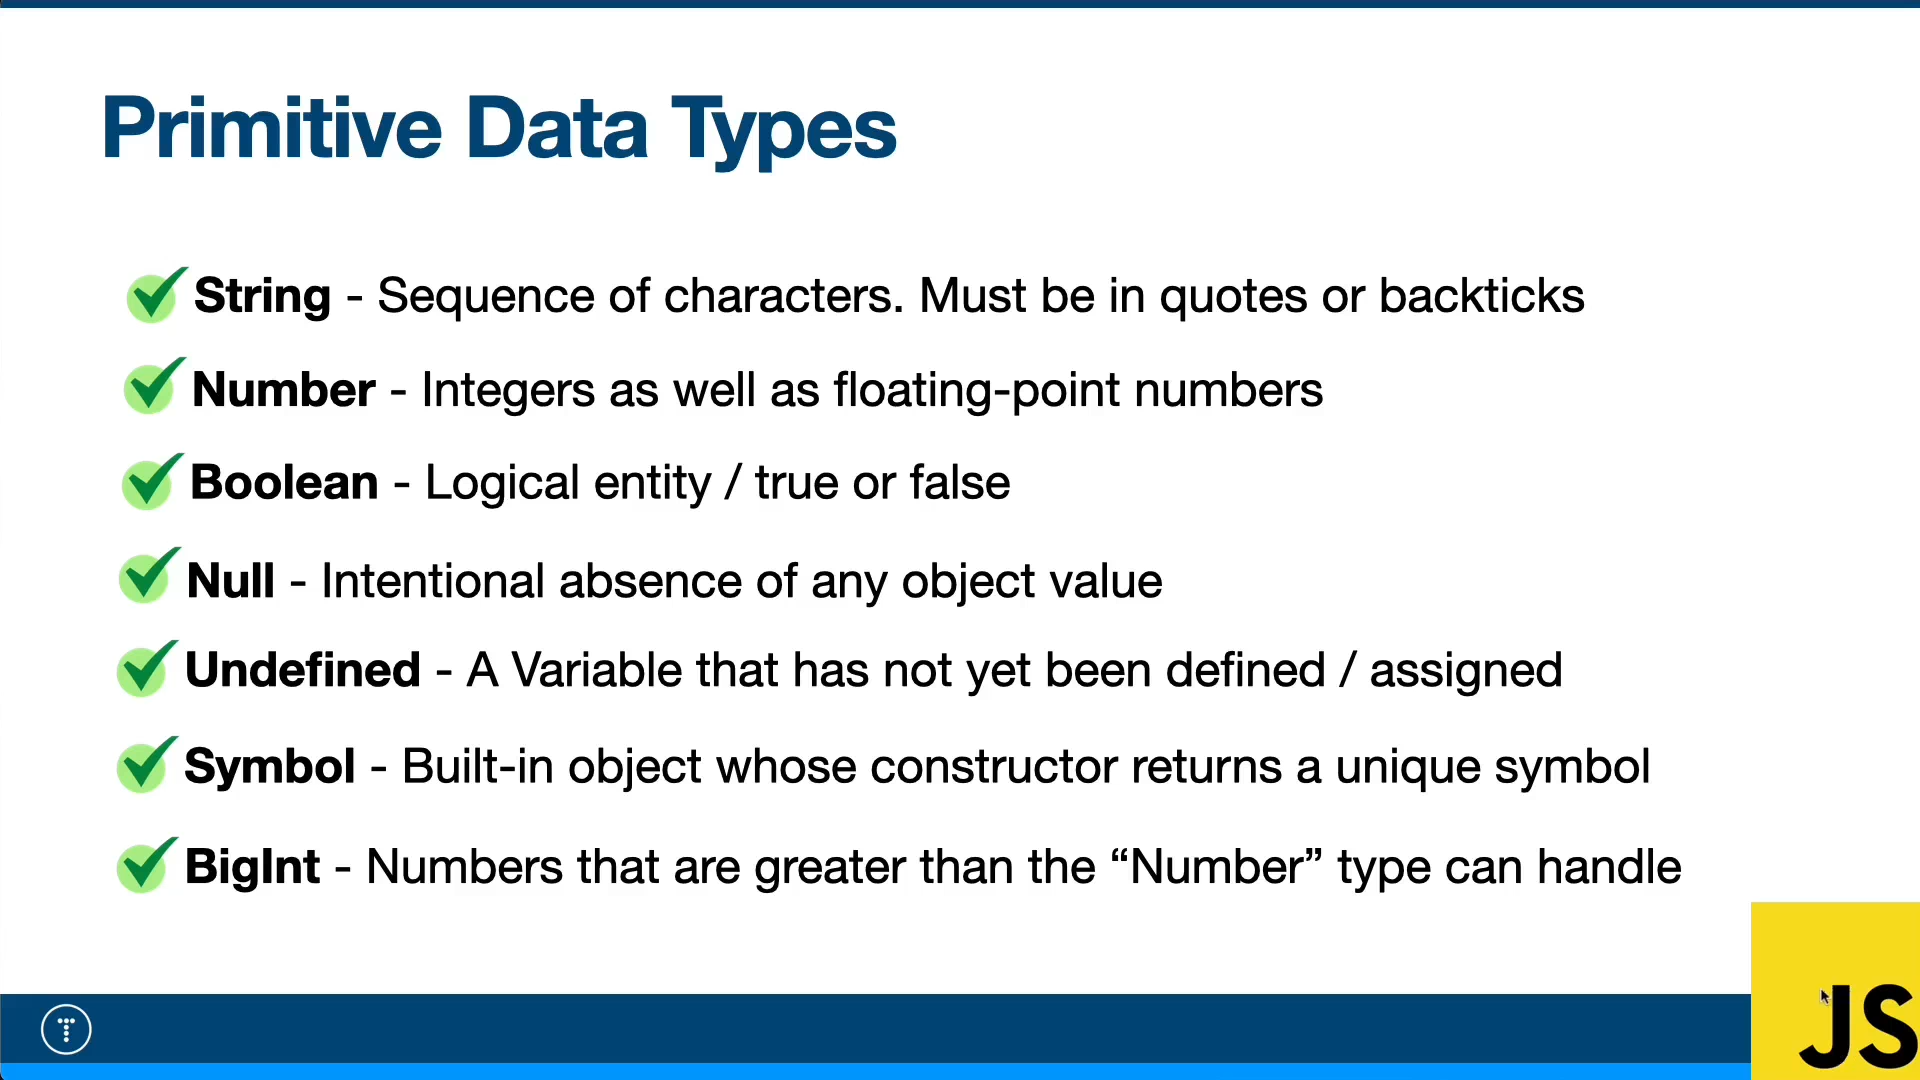 Primitive Data Types
String - Sequence of characters. Must be in quotes or backticks
Number - Integers as well as floating-point numbers
Boolean - Logical entity / true or false
Null - Intentional absence of any object value
Undefined - A Variable that has not yet been defined / assigned
Symbol - Built-in object whose constructor returns a unique symbol
BigInt - Numbers that are greater than the “Number” type can handle
T
JS